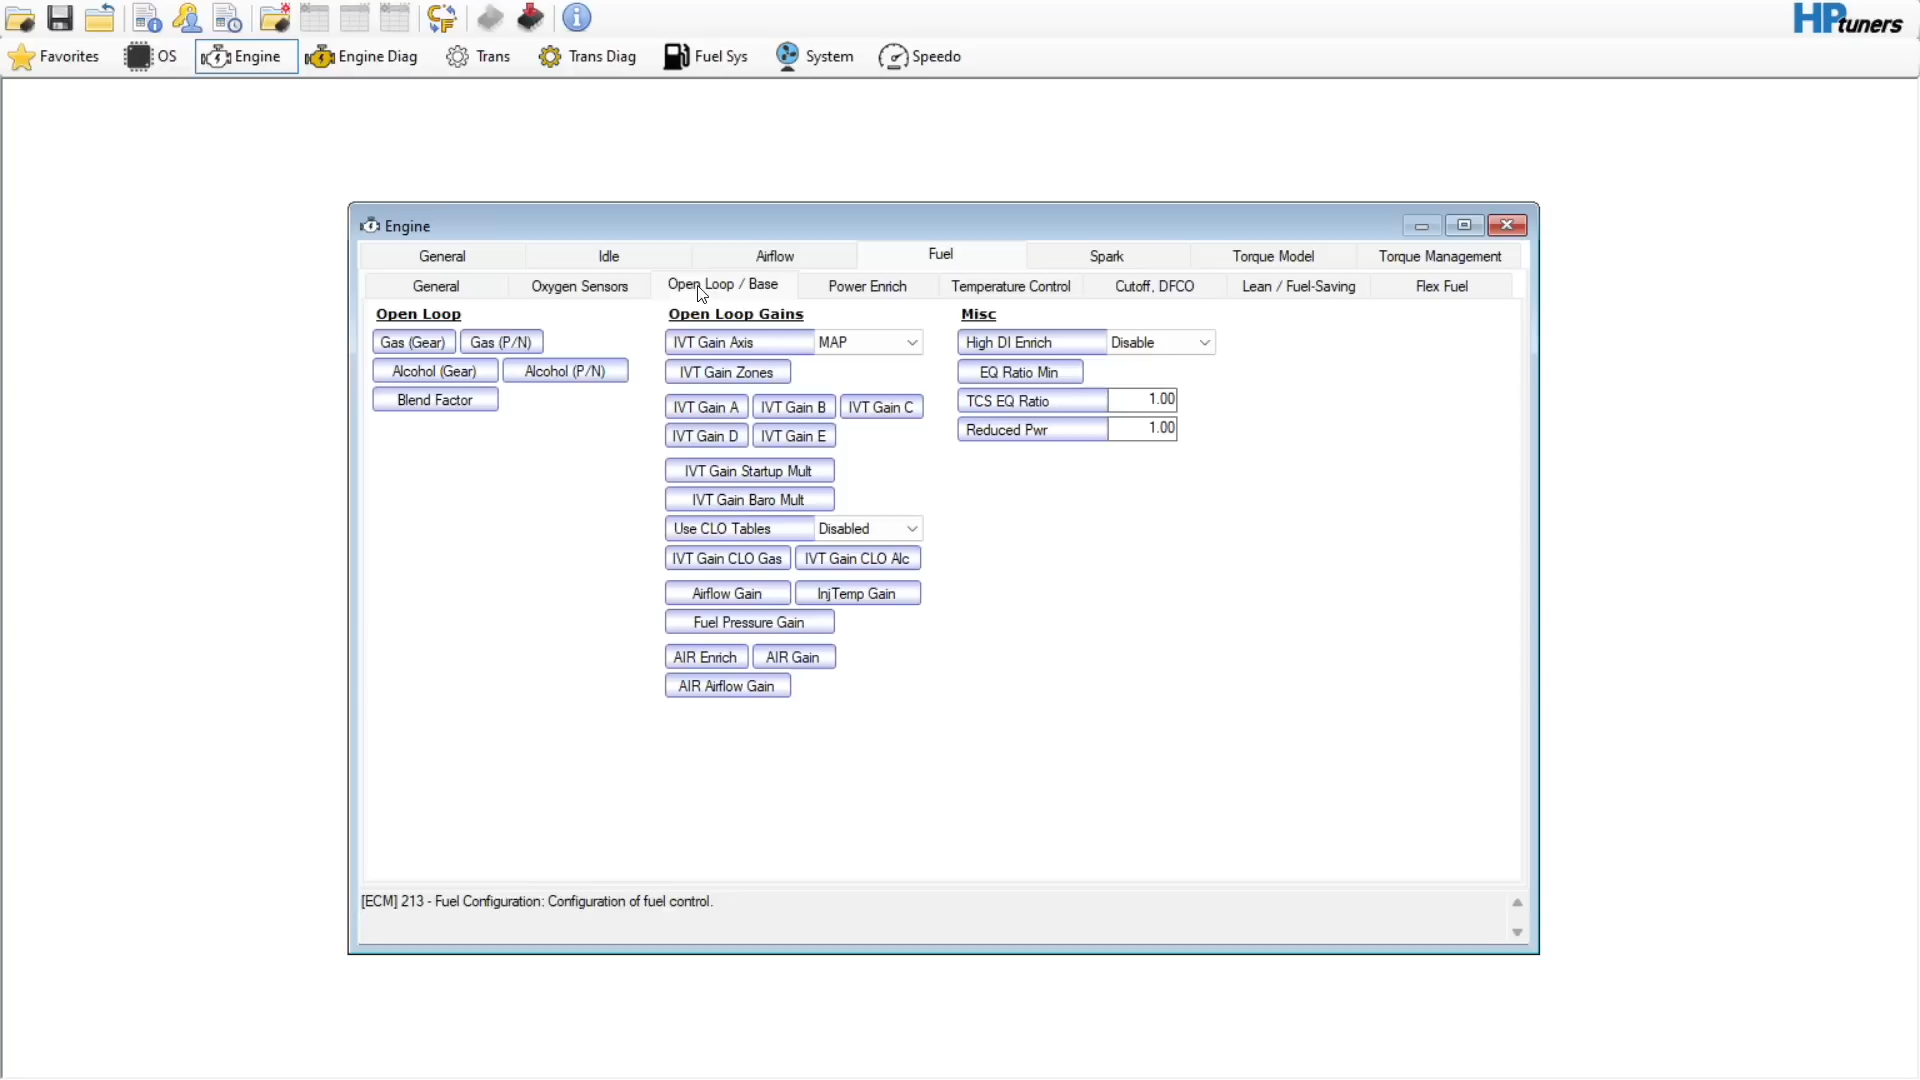 HPtuners
Favorites OS Engine Engine Diag Trans Trans Diag Fuel Sys System Speedo
Engine
General Idle Airflow Fuel Spark Torque Model Torque Management
General Oxygen Sensors Open Loop / Base Power Enrich Temperature Control Cutoff, DFCO Lean / Fuel-Saving Flex Fuel
Open Loop
Gas (Gear) Gas (P/N)
Alcohol (Gear) Alcohol (P/N)
Blend Factor
Open Loop Gains
IVT Gain Axis MAP
IVT Gain Zones
IVT Gain A IVT Gain B IVT Gain C
IVT Gain D IVT Gain E
IVT Gain Startup Mult
IVT Gain Baro Mult
Use CLO Tables Disabled
IVT Gain CLO Gas IVT Gain CLO Alc
Airflow Gain InjTemp Gain
Fuel Pressure Gain
AIR Enrich AIR Gain
AIR Airflow Gain
Misc
High DI Enrich Disable
EQ Ratio Min
TCS EQ Ratio 1.00
Reduced Pwr 1.00
[ECM] 213 - Fuel Configuration: Configuration of fuel control.